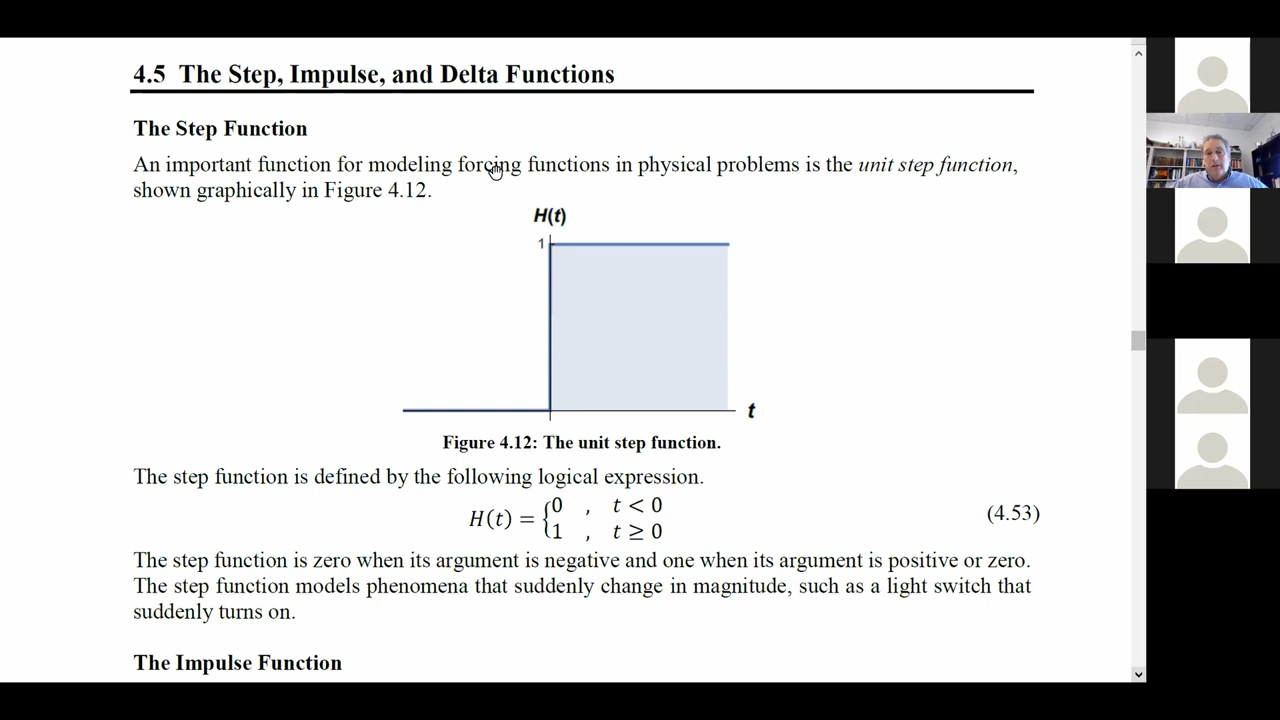 4.5 The Step, Impulse, and Delta Functions
The Step Function
An important function for modeling forcing functions in physical problems is the unit step function,
shown graphically in Figure 4.12.
H(t)
1
t
Figure 4.12: The unit step function.
The step function is defined by the following logical expression.
H(t) = {0 , t < 0
1 , t ≥ 0
(4.53)
The step function is zero when its argument is negative and one when its argument is positive or zero.
The step function models phenomena that suddenly change in magnitude, such as a light switch that
suddenly turns on.
The Impulse Function